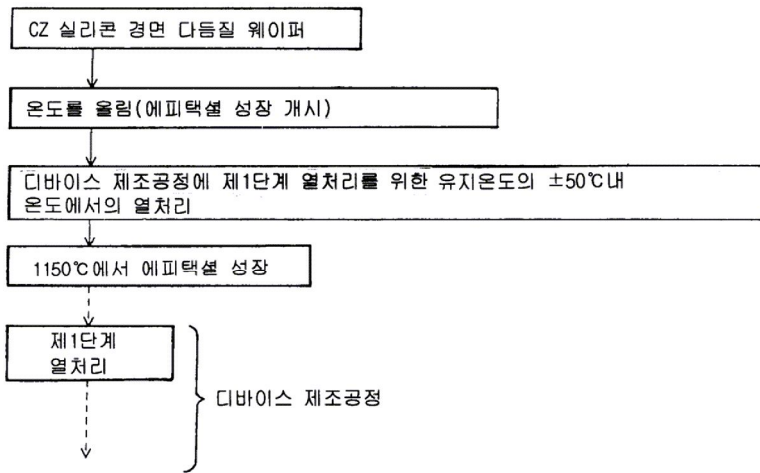 CZ 실리콘 경면 다듬질 웨이퍼
온도를 올림(에피택셜 성장 개시)
디바이스 제조공정에 제1단계 열처리를 위한 유지온도의 ±50℃내
온도에서의 열처리
1150℃에서 에피택셜 성장
제1단계
열처리
디바이스 제조공정